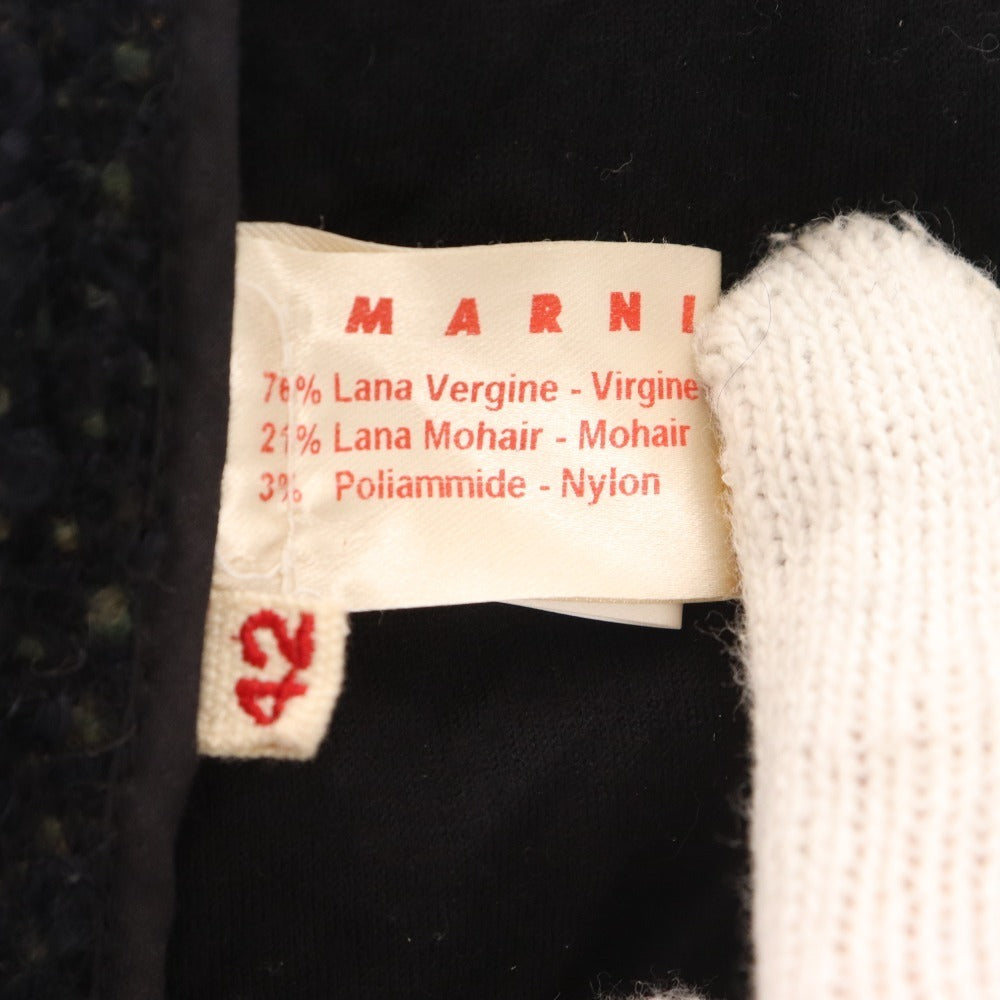 MARNI
76% Lana Vergine - Virgine
21% Lana Mohair - Mohair
3% Poliammide - Nylon
42